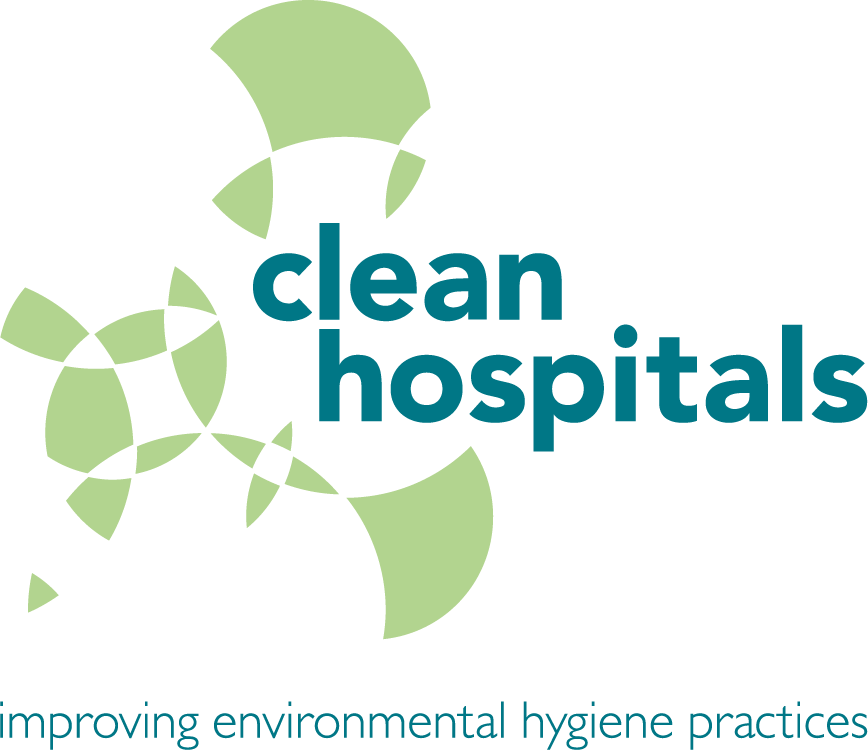 clean
hospitals
improving environmental hygiene practices